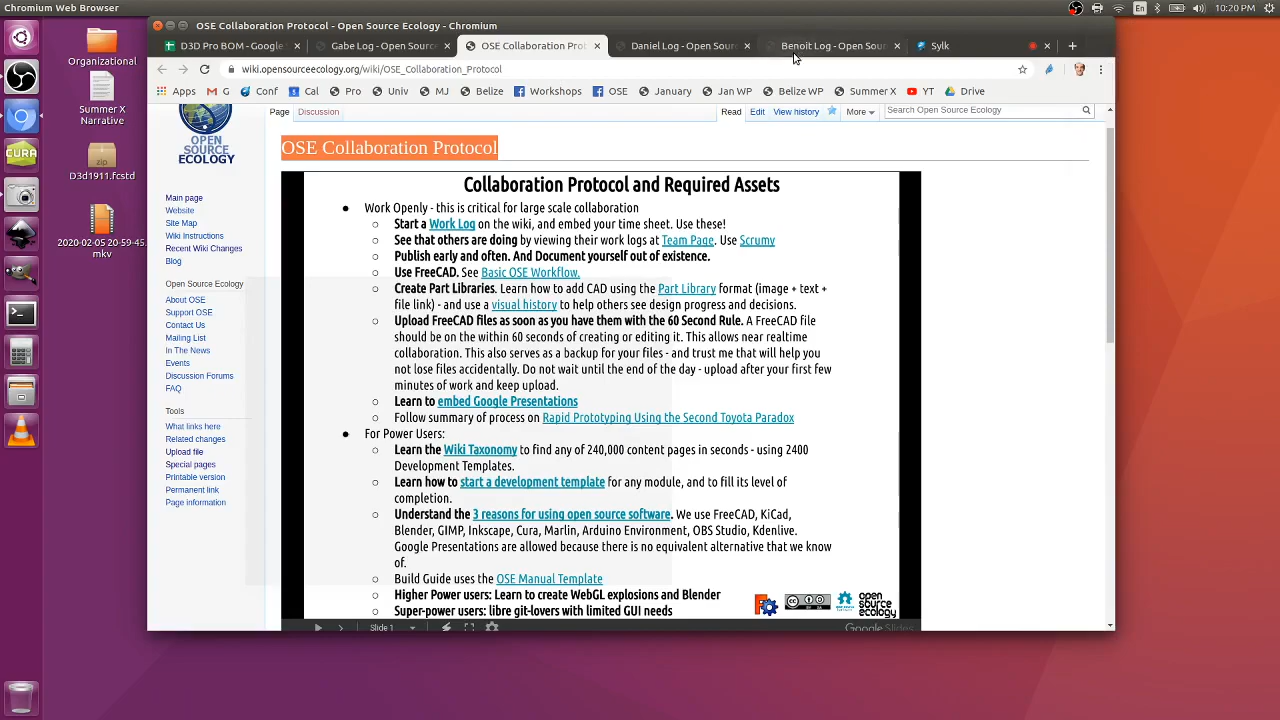 Chromium Web Browser
En
10:20 PM
OSE Collaboration Protocol - Open Source Ecology - Chromium
D3D Pro BOM - Google
Gabe Log - Open Source
OSE Collaboration Prot
Daniel Log - Open Sour
Benoit Log - Open Sour
Sylk
wiki.opensourceecology.org/wiki/OSE_Collaboration_Protocol
Apps
G
Conf
Cal
Pro
Univ
MJ
Belize
Workshops
OSE
January
Jan WP
Belize WP
Summer X
YT
Drive
Organizational
Summer X
Narrative
zip
D3d1911.fcstd
2020-02-05 20-59-45.
mkv
CURA
OPEN
SOURCE
ECOLOGY
Main page
Website
Site Map
Wiki Instructions
Recent Wiki Changes
Blog
Open Source Ecology
About OSE
Support OSE
Contact Us
Mailing List
In The News
Events
Discussion Forums
FAQ
Tools
What links here
Related changes
Upload file
Special pages
Printable version
Permanent link
Page information
Page
Discussion
Read
Edit
View history
More
Search Open Source Ecology
OSE Collaboration Protocol
Collaboration Protocol and Required Assets
● Work Openly - this is critical for large scale collaboration
○ Start a Work Log on the wiki, and embed your time sheet. Use these!
○ See that others are doing by viewing their work logs at Team Page. Use Scrumy
○ Publish early and often. And Document yourself out of existence.
○ Use FreeCAD. See Basic OSE Workflow.
○ Create Part Libraries. Learn how to add CAD using the Part Library format (image + text +
file link) - and use a visual history to help others see design progress and decisions.
○ Upload FreeCAD files as soon as you have them with the 60 Second Rule. A FreeCAD file
should be on the within 60 seconds of creating or editing it. This allows near realtime
collaboration. This also serves as a backup for your files - and trust me that will help you
not lose files accidentally. Do not wait until the end of the day - upload after your first few
minutes of work and keep upload.
○ Learn to embed Google Presentations
○ Follow summary of process on Rapid Prototyping Using the Second Toyota Paradox
● For Power Users:
○ Learn the Wiki Taxonomy to find any of 240,000 content pages in seconds - using 2400
Development Templates.
○ Learn how to start a development template for any module, and to fill its level of
completion.
○ Understand the 3 reasons for using open source software. We use FreeCAD, KiCad,
Blender, GIMP, Inkscape, Cura, Marlin, Arduino Environment, OBS Studio, Kdenlive.
Google Presentations are allowed because there is no equivalent alternative that we know
of.
○ Build Guide uses the OSE Manual Template
○ Higher Power users: Learn to create WebGL explosions and Blender
○ Super-power users: libre git-lovers with limited GUI needs
open
source
ecology
Slide 1
Google Slides